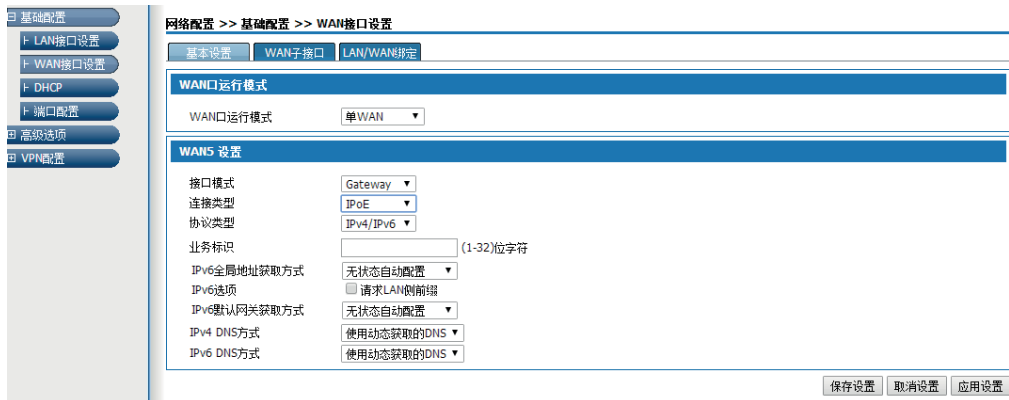 基础配置
LAN接口设置
WAN接口设置
DHCP
端口配置
高级选项
VPN配置
网络配置 >> 基础配置 >> WAN接口设置
基本设置 WAN子接口 LAN/WAN绑定
WAN口运行模式
WAN口运行模式 单WAN
WAN5 设置
接口模式 Gateway
连接类型 IPoE
协议类型 IPv4/IPv6
业务标识 (1-32)位字符
IPv6全局地址获取方式 无状态自动配置
IPv6选项 请求LAN侧前缀
IPv6默认网关获取方式 无状态自动配置
IPv4 DNS方式 使用动态获取的DNS
IPv6 DNS方式 使用动态获取的DNS
保存设置 取消设置 应用设置